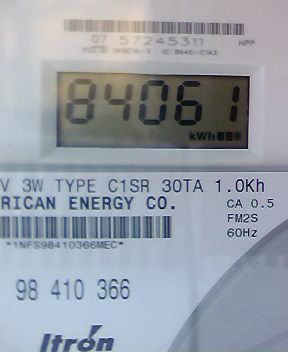 07 57245311 HPP
84061
kWh
V 3W TYPE C1SR 30TA 1.0Kh
RICAN ENERGY CO. CA 0.5
FM2S
*1NFS98410366MEC* 60Hz
98 410 366
Itron